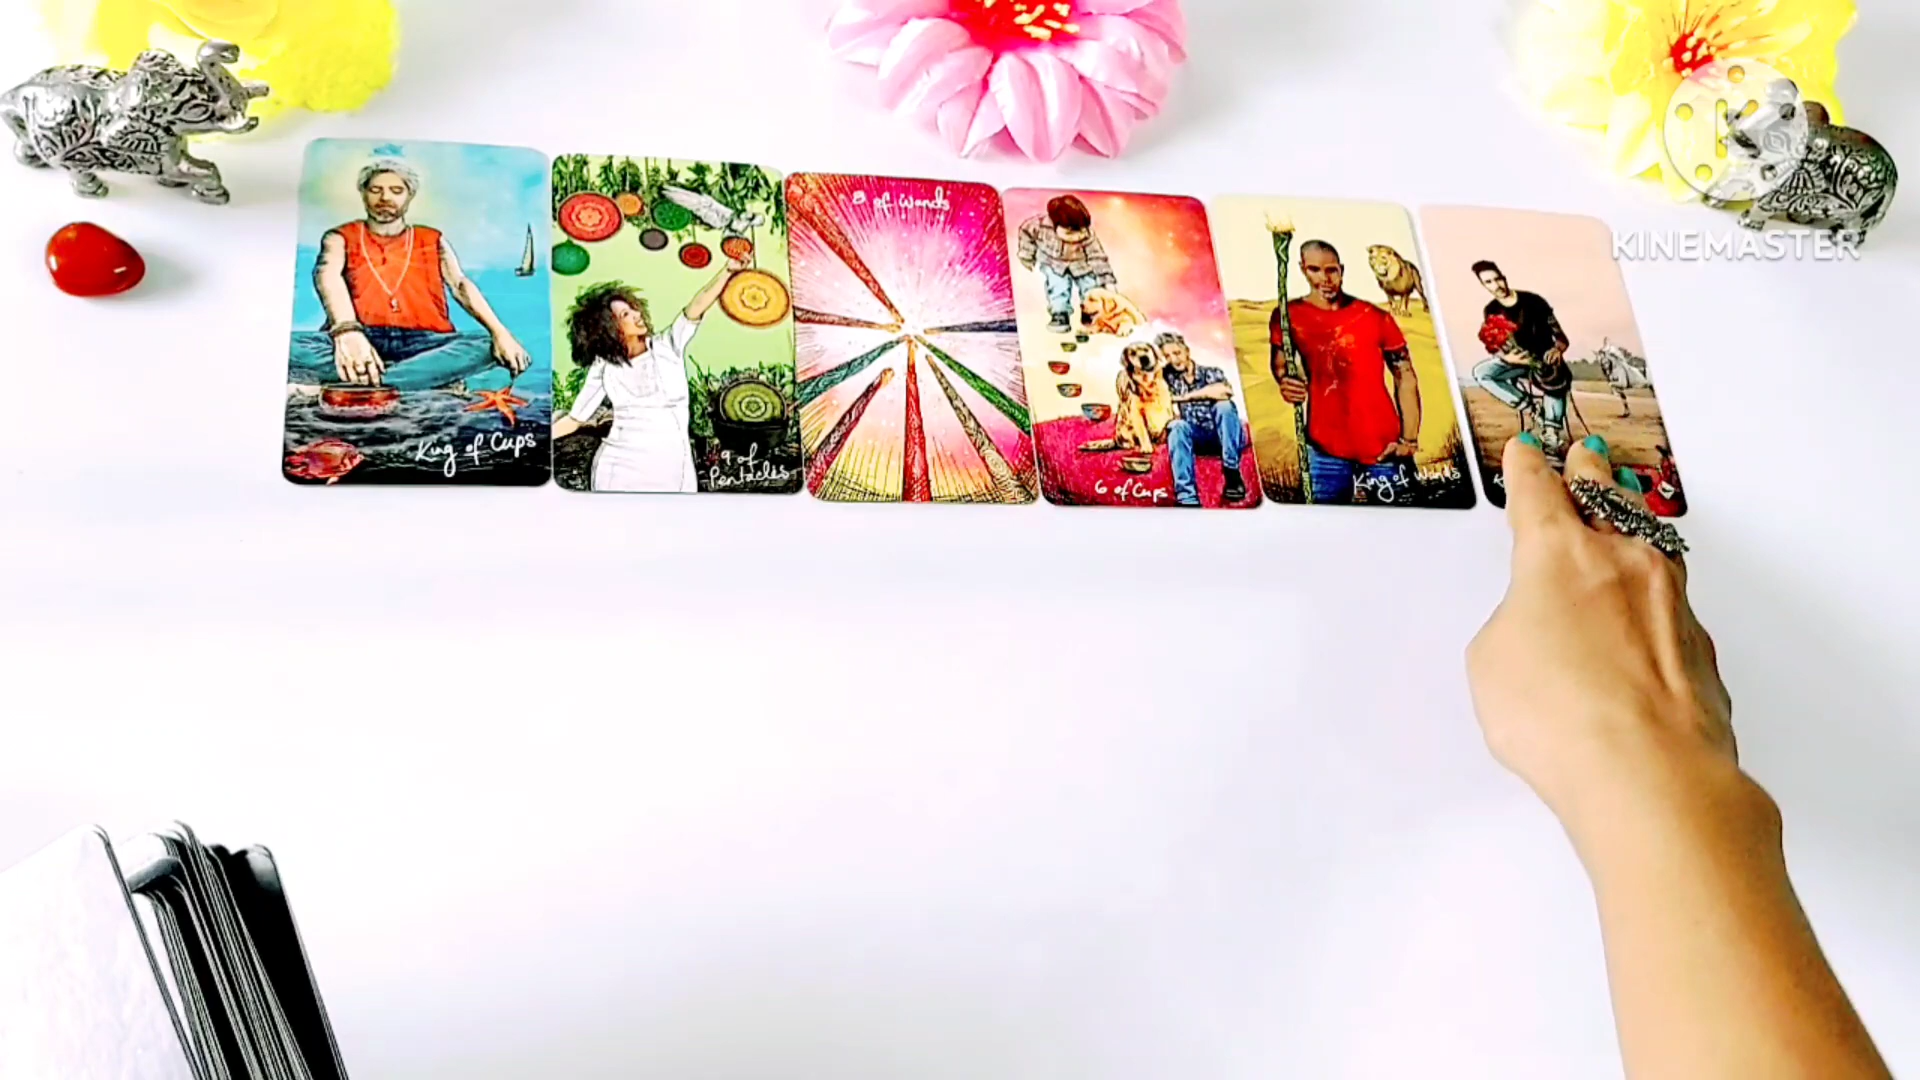 KINEMASTER
8 of Wands
King of Cups
9 of
Pentacles
6 of Cups
King of Wands